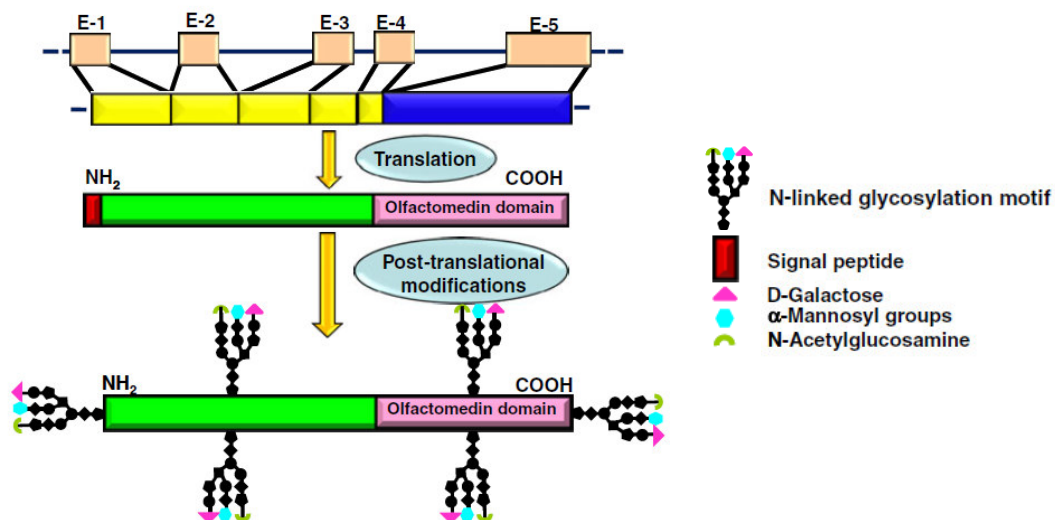 E-1 E-2 E-3 E-4 E-5
Translation
NH2 COOH
Olfactomedin domain
Post-translational
modifications
NH2 COOH
Olfactomedin domain
N-linked glycosylation motif
Signal peptide
D-Galactose
α-Mannosyl groups
N-Acetylglucosamine